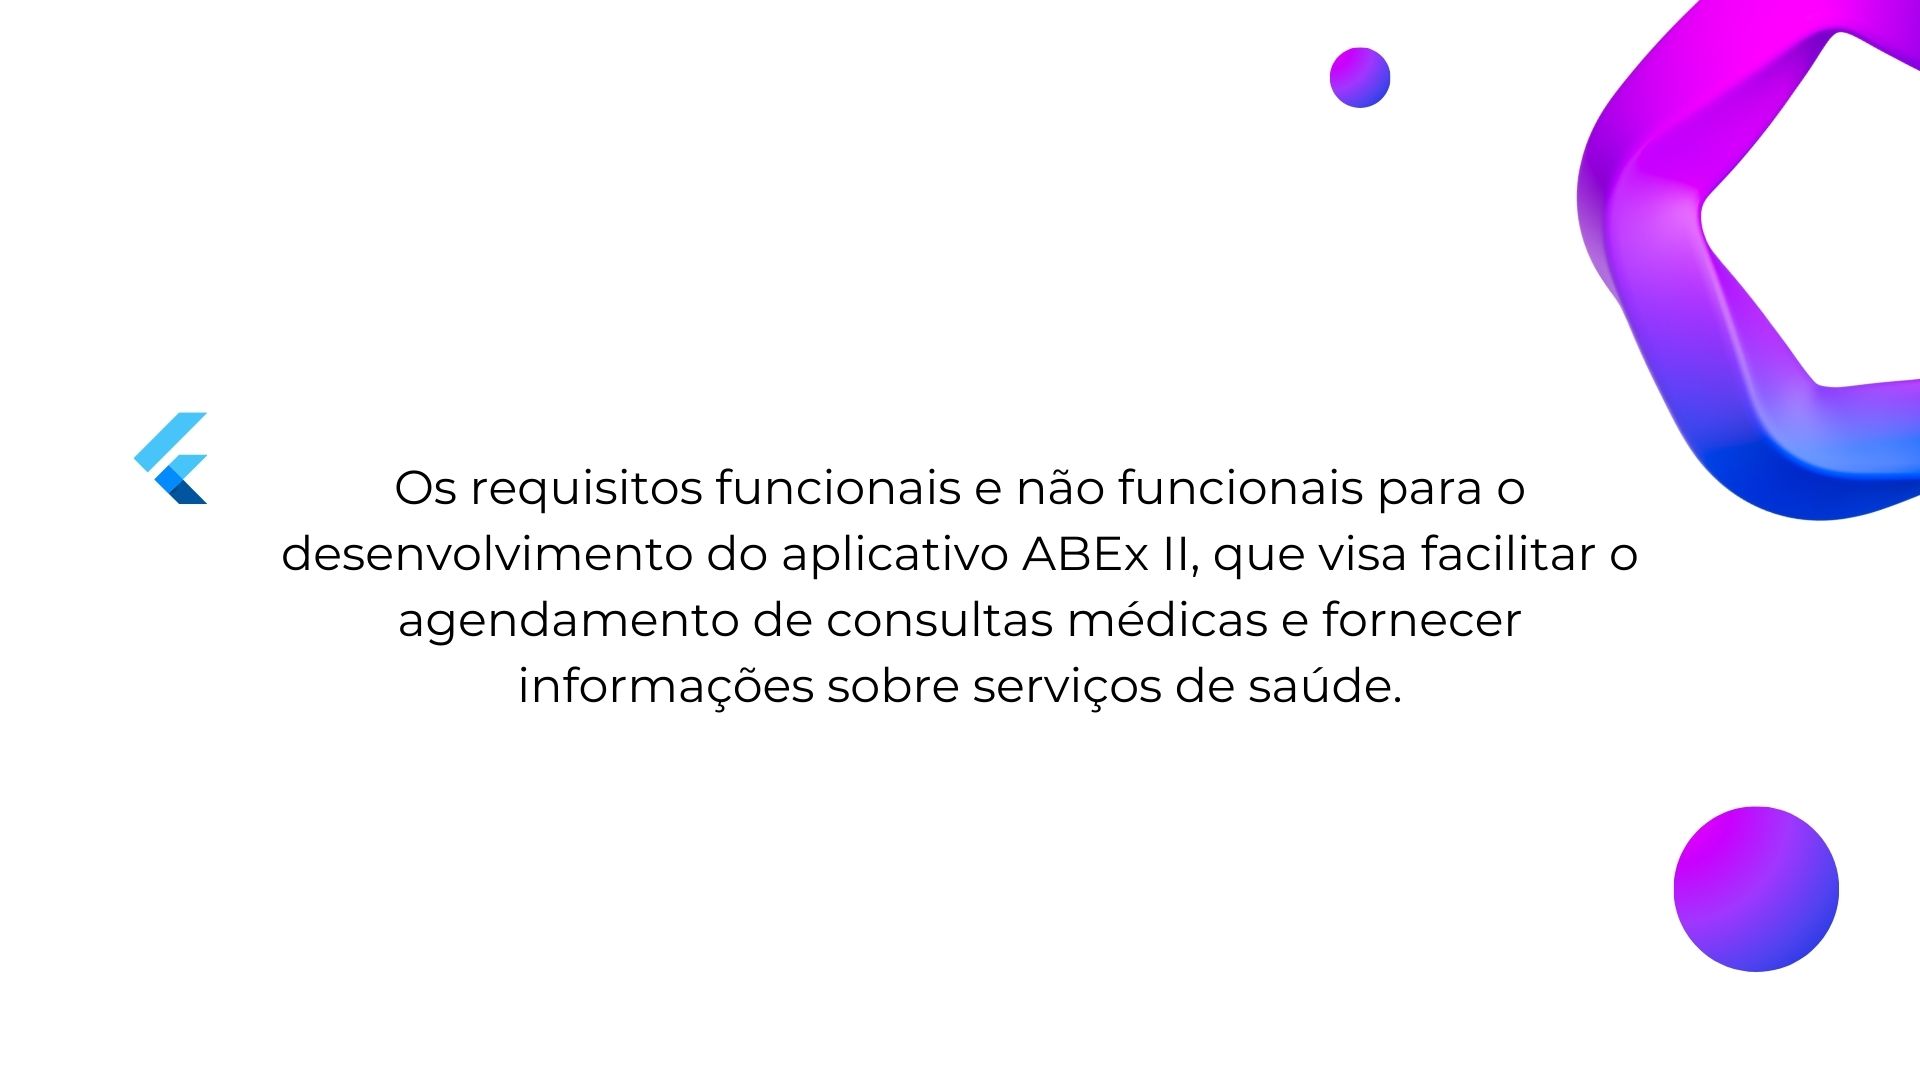 Os requisitos funcionais e não funcionais para o
desenvolvimento do aplicativo ABEx II, que visa facilitar o
agendamento de consultas médicas e fornecer
informações sobre serviços de saúde.